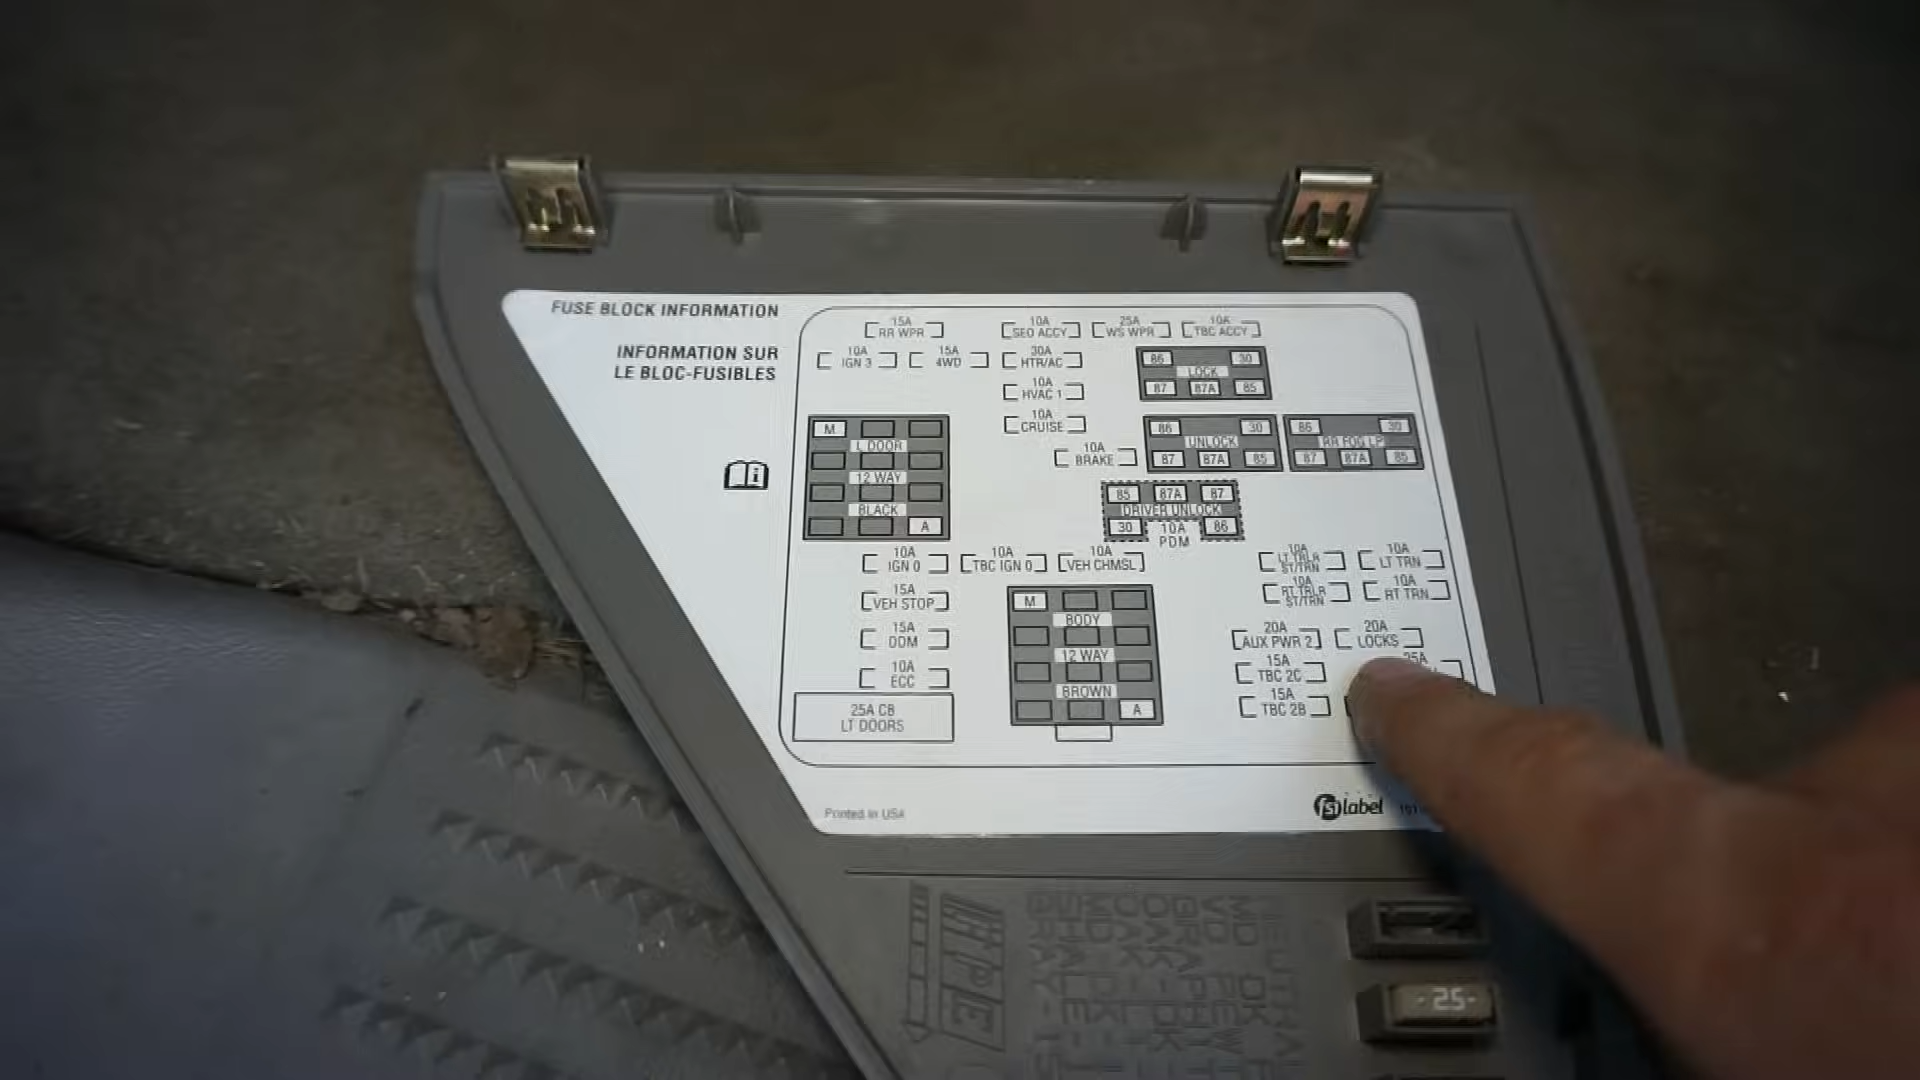 FUSE BLOCK INFORMATION
INFORMATION SUR
LE BLOC-FUSIBLES
15A
RR WPR
10A
SEO ACCY
25A
WS WPR
10A
TBC ACCY
10A
IGN 3
15A
4WD
30A
HTR/AC
86 30
LOCK
87 87A 85
10A
HVAC 1
10A
CRUISE
10A
BRAKE
M
L DOOR
12 WAY
BLACK
A
86 30
UNLOCK
87 87A 85
86 30
RR FOG LP
87 87A 85
85 87A 87
DRIVER UNLOCK
30 86
10A
PDM
10A
IGN 0
10A
TBC IGN 0
10A
VEH CHMSL
10A
LT TRLR
ST/TRN
10A
LT TRN
15A
VEH STOP
10A
RT TRLR
ST/TRN
10A
RT TRN
15A
DDM
10A
ECC
25A CB
LT DOORS
M
BODY
12 WAY
BROWN
A
20A
AUX PWR 2
20A
LOCKS
15A
TBC 2C
25A
15A
TBC 2B
Printed in USA
label
HPE
-25-